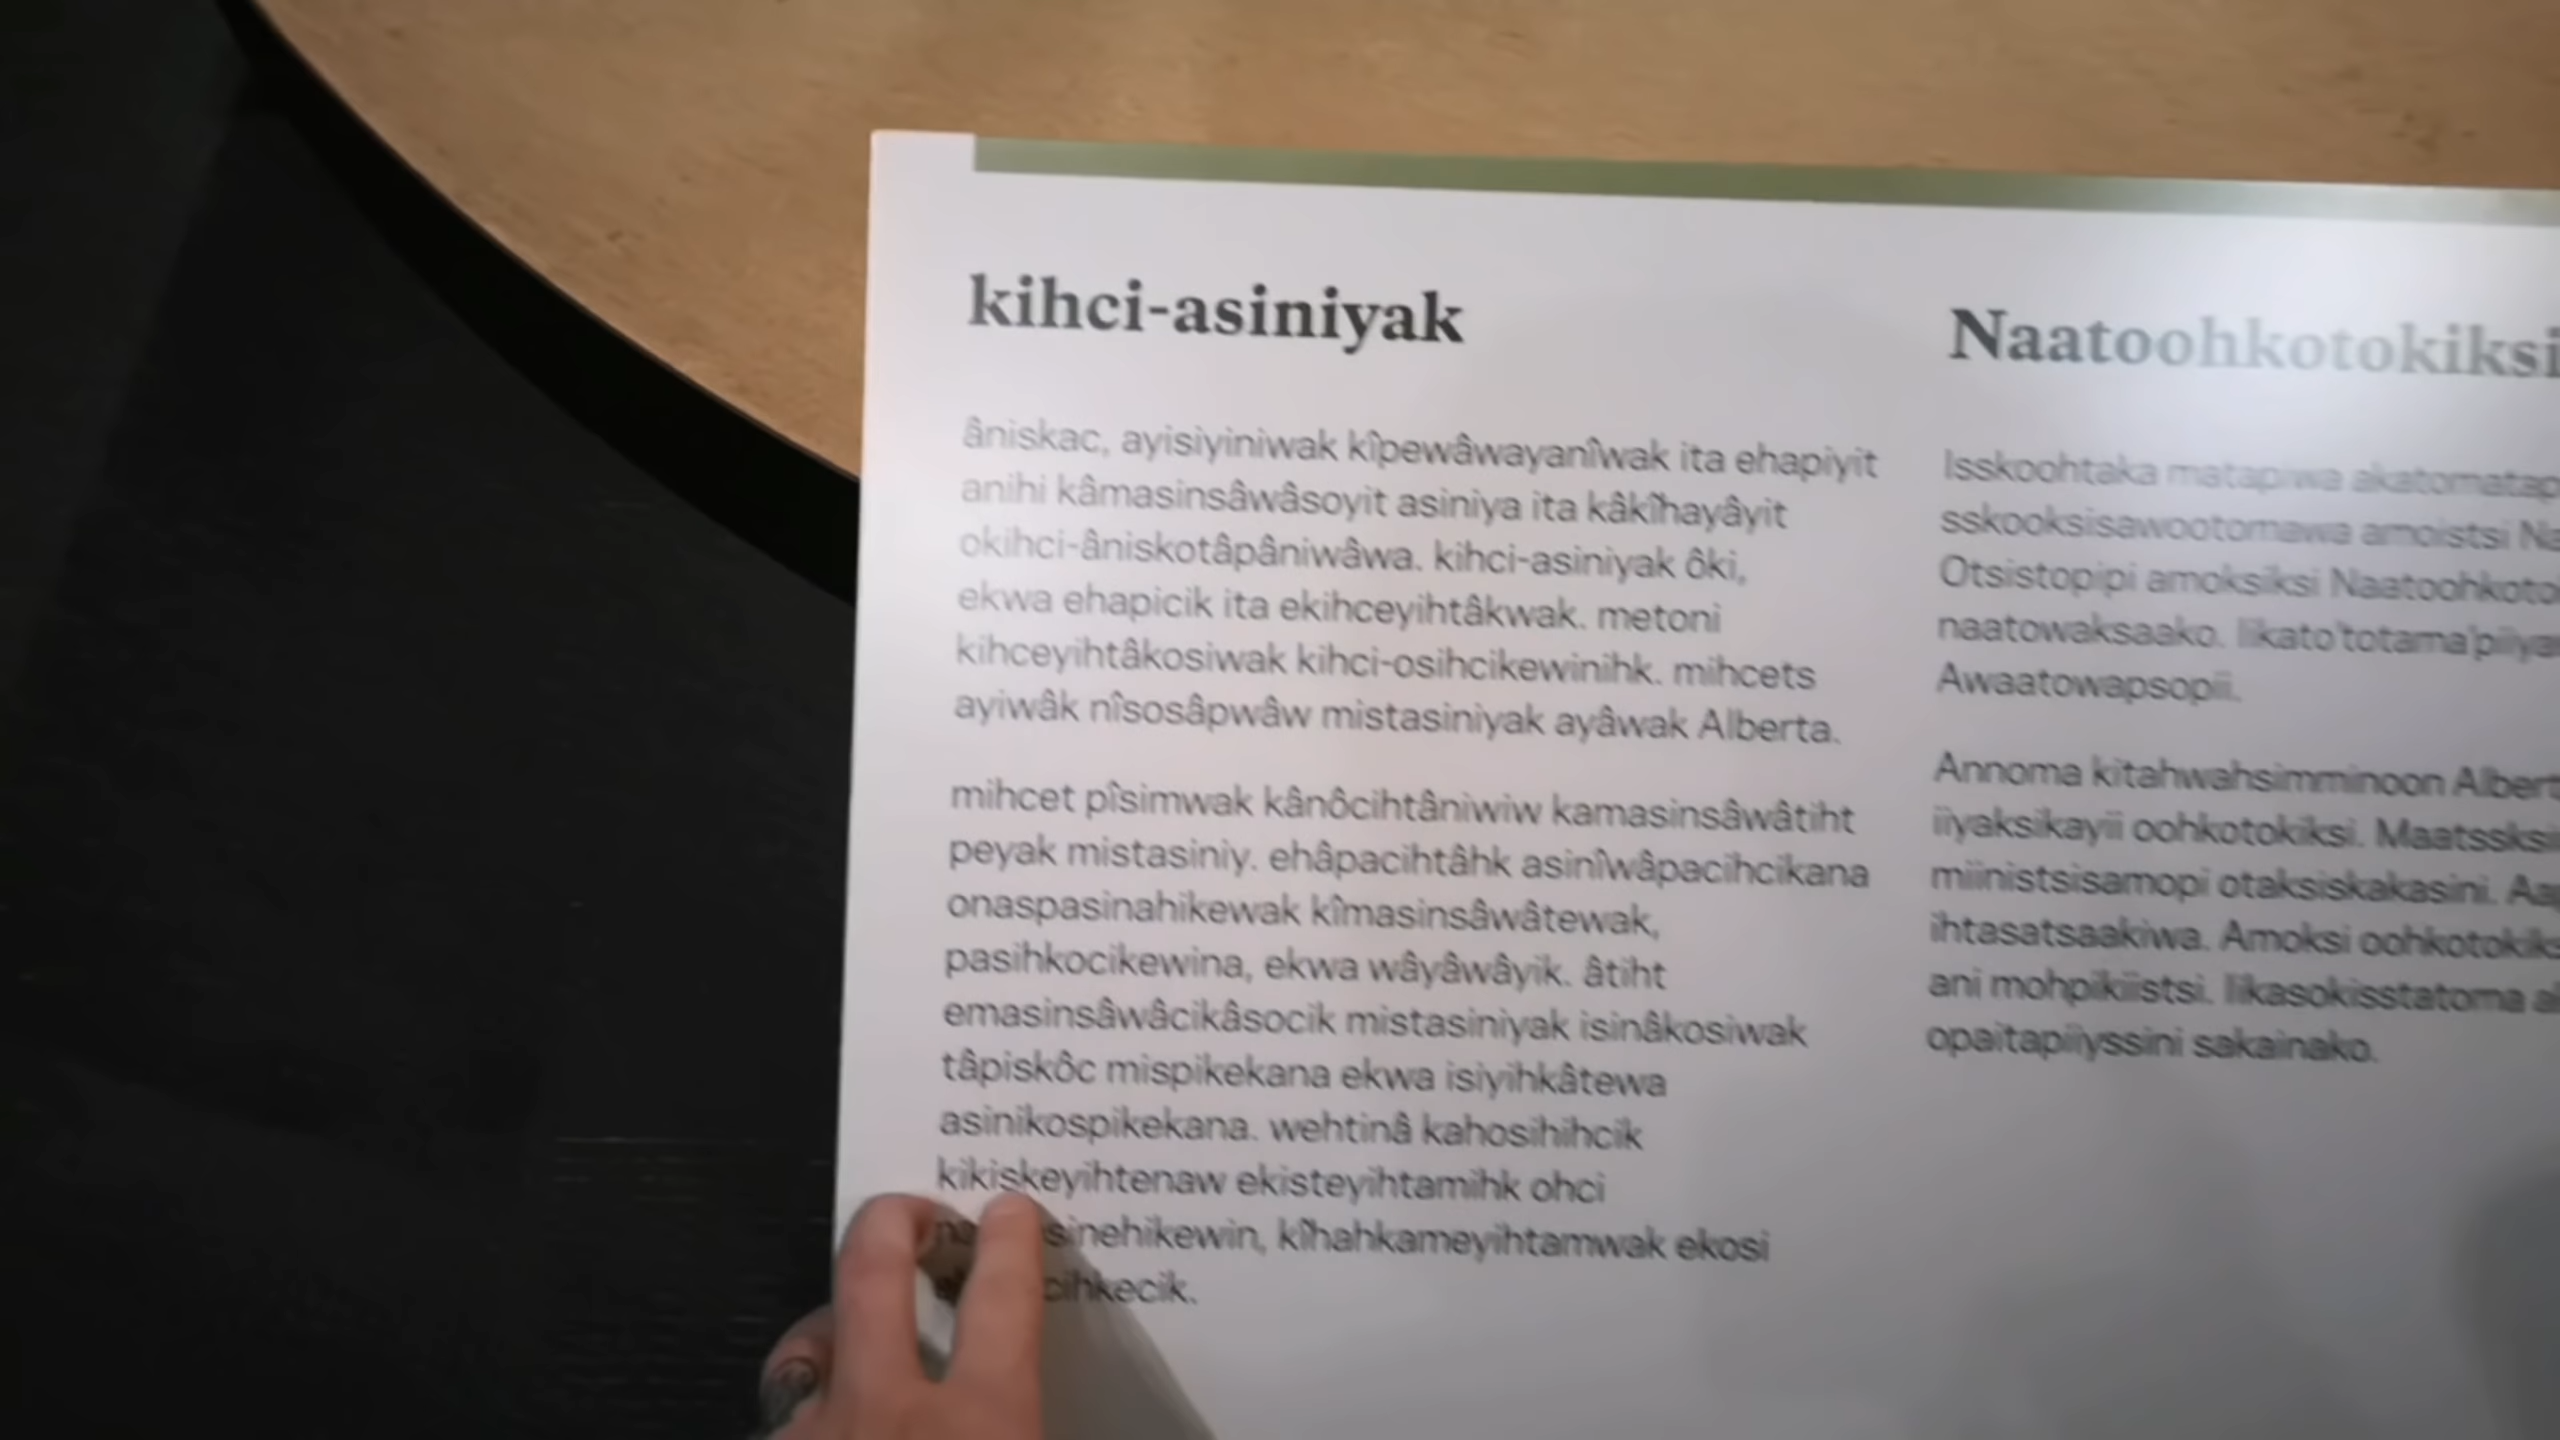 kihci-asiniyak
âniskac, ayisiyiniwak kîpewâwayanîwak ita ehapiyit
anihi kâmasinsâwâsoyit asiniya ita kâkîhayâyit
okihci-âniskotâpâniwâwa. kihci-asiniyak ôki,
ekwa ehapicik ita ekihceyihtâkwak. metoni
kihceyihtâkosiwak kihci-osihcikewinihk. mihcets
ayiwâk nîsosâpwâw mistasiniyak ayâwak Alberta.
mihcet pîsimwak kânôcihtâniwiw kamasinsâwâtiht
peyak mistasiniy. ehâpacihtâhk asinîwâpacihcikana
onaspasinahikewak kîmasinsâwâtewak,
pasihkocikewina, ekwa wâyâwâyik. âtiht
emasinsâwâcikâsocik mistasiniyak isinâkosiwak
tâpiskôc mispikekana ekwa isiyihkâtewa
asinikospikekana. wehtinâ kahosihihcik
kikiskeyihtenaw ekisteyihtamihk ohci
kîhahkameyihtamwak ekosi
Naatoohkotokiksi
Isskoohtaka matapiwa
sskooksisawootomawa amoistsi
Otsistopipi amoksiksi
naatowaksaako.
Awaatowapsopii.
Annoma kitahwahsimminoon
iiyaksikayii oohkotokiksi.
miinistsisamopi otaksiskakasini.
ihtasatsaakiwa. Amoksi
ani mohpikiistsi. Iikasokisstatoma
opaitapiiyssini sakainako.